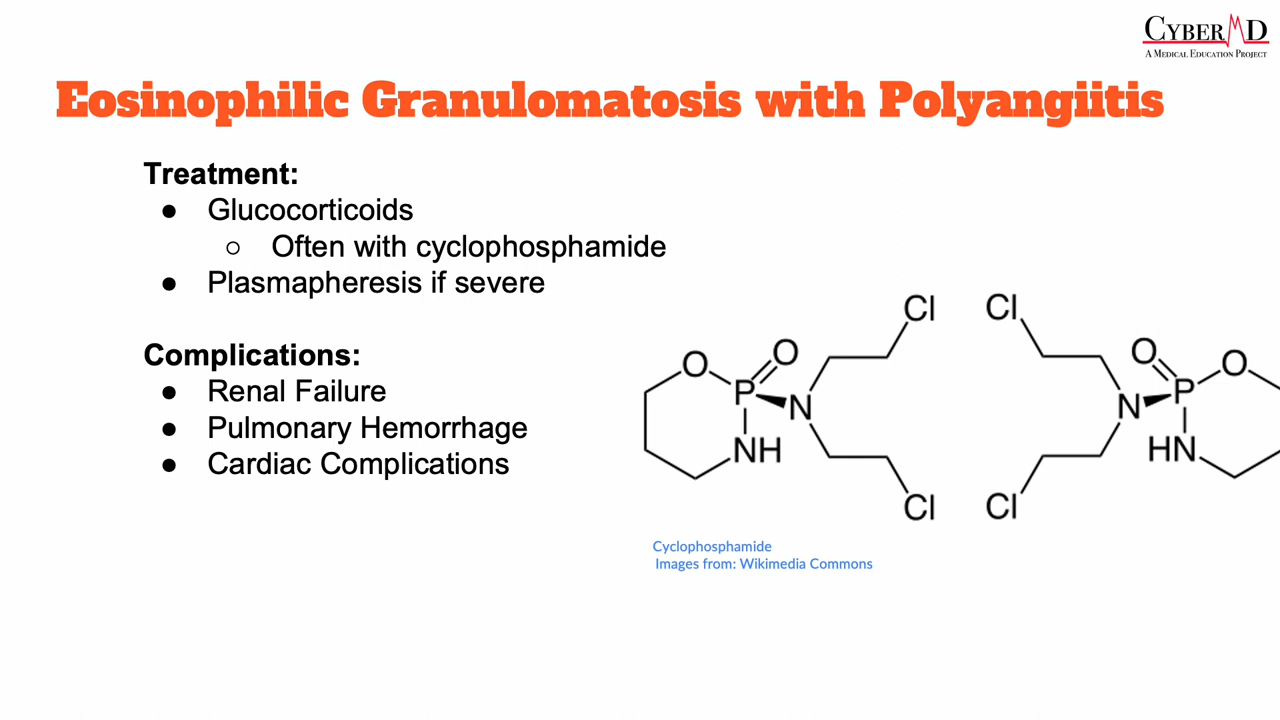 CYBERMD
A MEDICAL EDUCATION PROJECT
Eosinophilic Granulomatosis with Polyangiitis
Treatment:
● Glucocorticoids
○ Often with cyclophosphamide
● Plasmapheresis if severe
Complications:
● Renal Failure
● Pulmonary Hemorrhage
● Cardiac Complications
Cl Cl
O O O O
P N N P
NH HN
Cl Cl
Cyclophosphamide
Images from: Wikimedia Commons